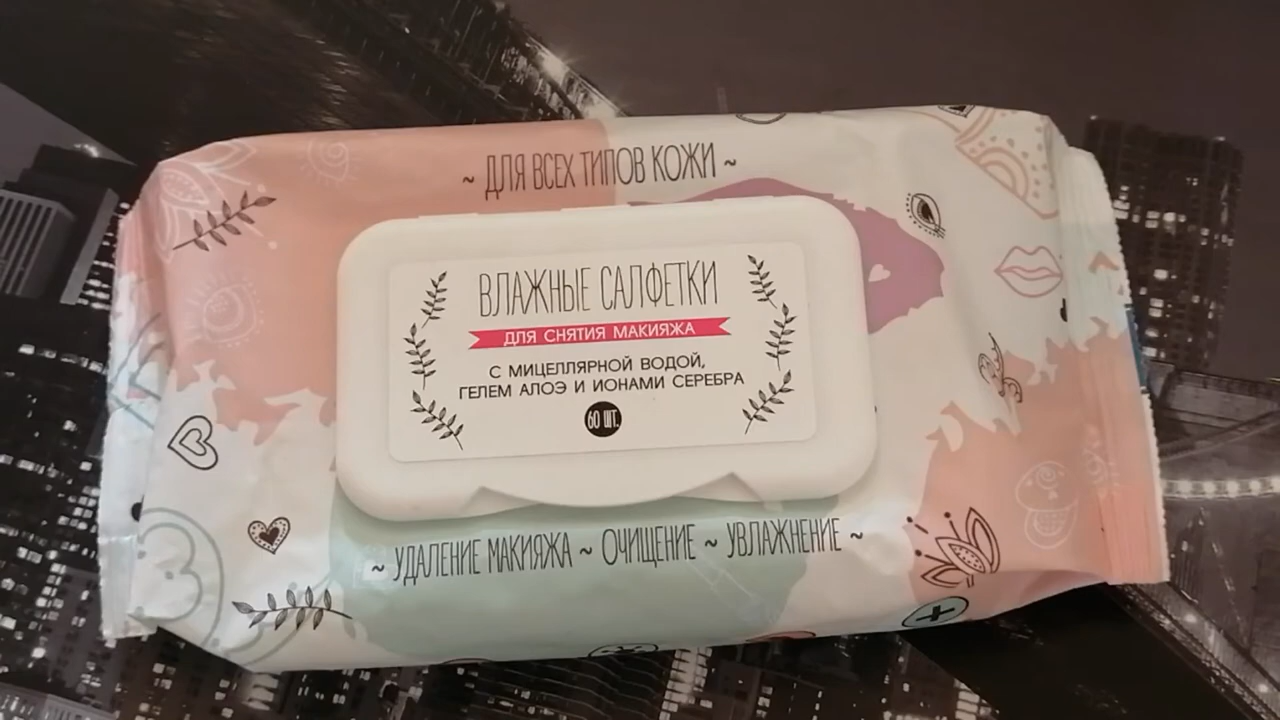 ~ ДЛЯ ВСЕХ ТИПОВ КОЖИ ~
ВЛАЖНЫЕ САЛФЕТКИ
ДЛЯ СНЯТИЯ МАКИЯЖА
С МИЦЕЛЛЯРНОЙ ВОДОЙ,
ГЕЛЕМ АЛОЭ И ИОНАМИ СЕРЕБРА
60 ШТ.
~ УДАЛЕНИЕ МАКИЯЖА ~ ОЧИЩЕНИЕ ~ УВЛАЖНЕНИЕ ~